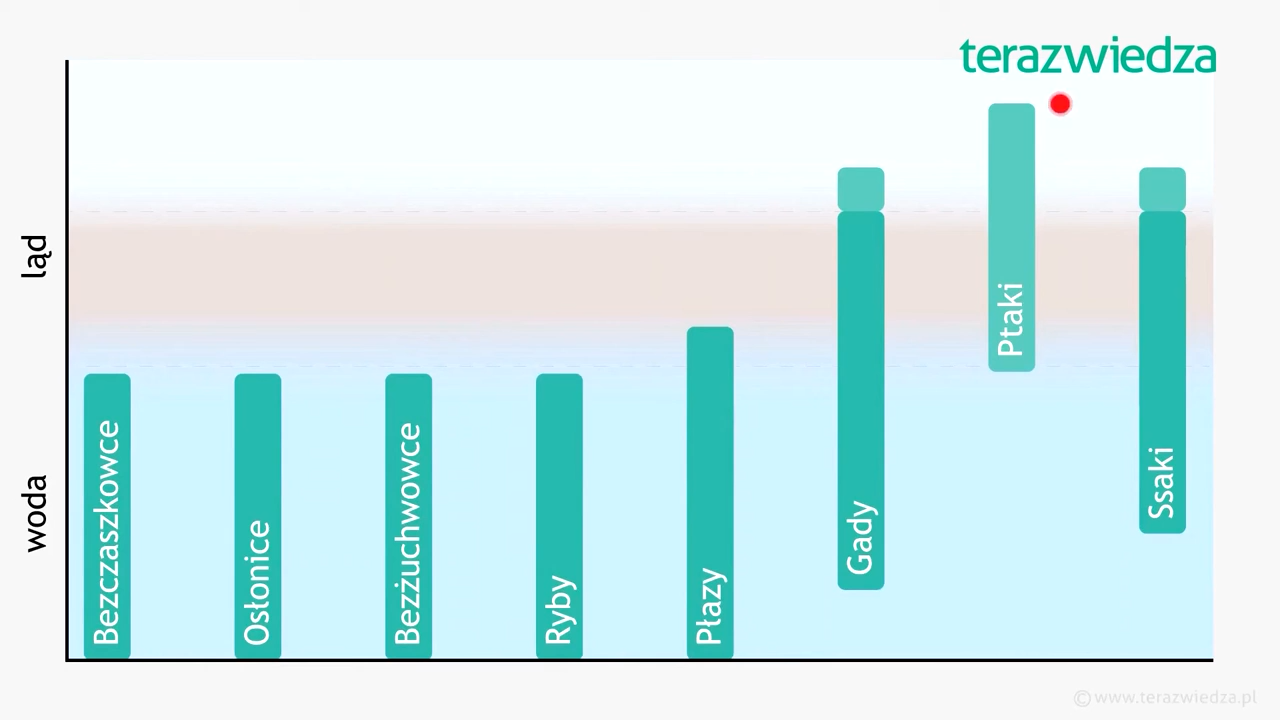 terazwiedza
ląd
woda
Bezczaszkowce
Osłonice
Bezżuchwowce
Ryby
Płazy
Gady
Ptaki
Ssaki
©www.terazwiedza.pl